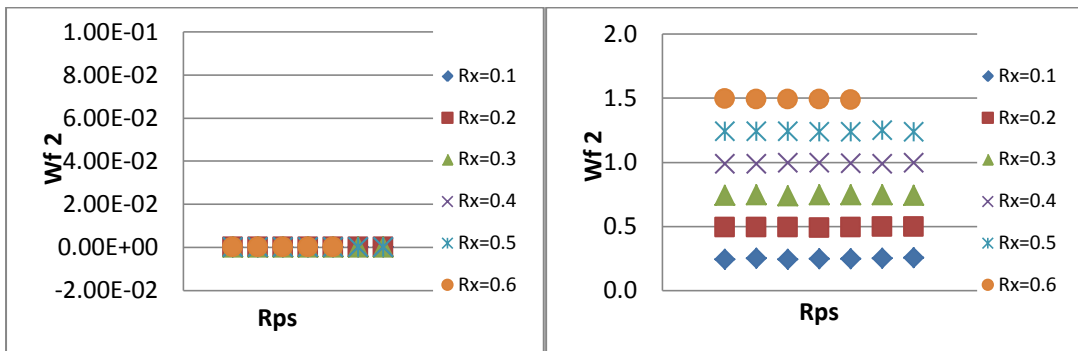 1.00E-01
8.00E-02
6.00E-02
4.00E-02
2.00E-02
0.00E+00
-2.00E-02
Wf 2
Rps
Rx=0.1
Rx=0.2
Rx=0.3
Rx=0.4
Rx=0.5
Rx=0.6
2.0
1.5
1.0
0.5
0.0
Wf 2
Rps
Rx=0.1
Rx=0.2
Rx=0.3
Rx=0.4
Rx=0.5
Rx=0.6